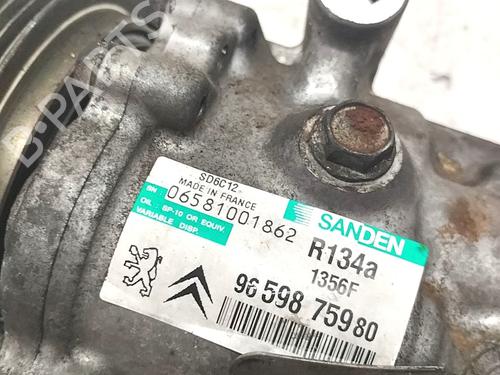 B-PARTS
SD6C12
MADE IN FRANCE
SN: 06581001862
OIL: SP-10 OR EQUIV.
VARIABLE DISP.
SANDEN
R134a
1356F
96 598 759 80